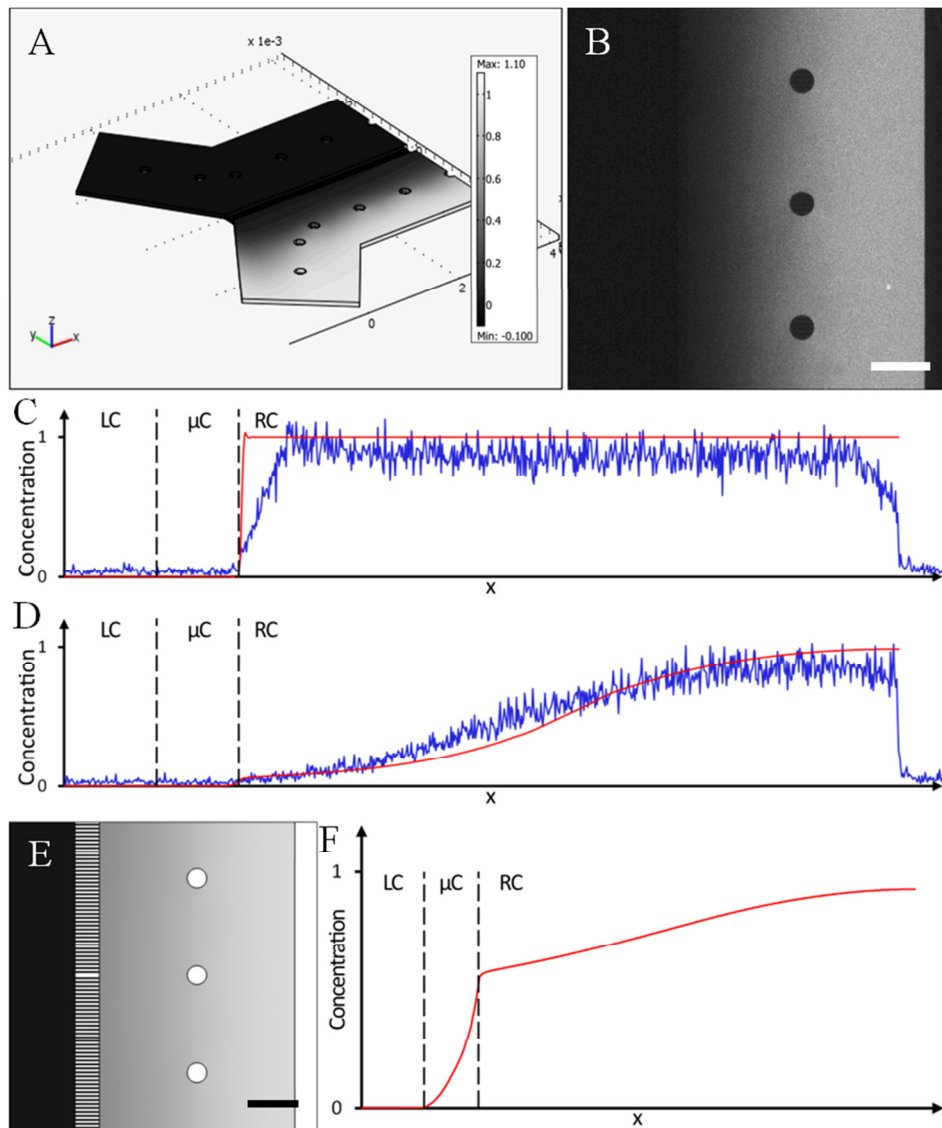 A
x 1e-3
Max: 1.10
1
0.8
0.6
0.4
0.2
0
Min: -0.100
4
2
0
y z x
B
C
LC μC RC
1
Concentration
0
x
D
LC μC RC
1
Concentration
0
x
E
F
LC μC RC
1
Concentration
0
x